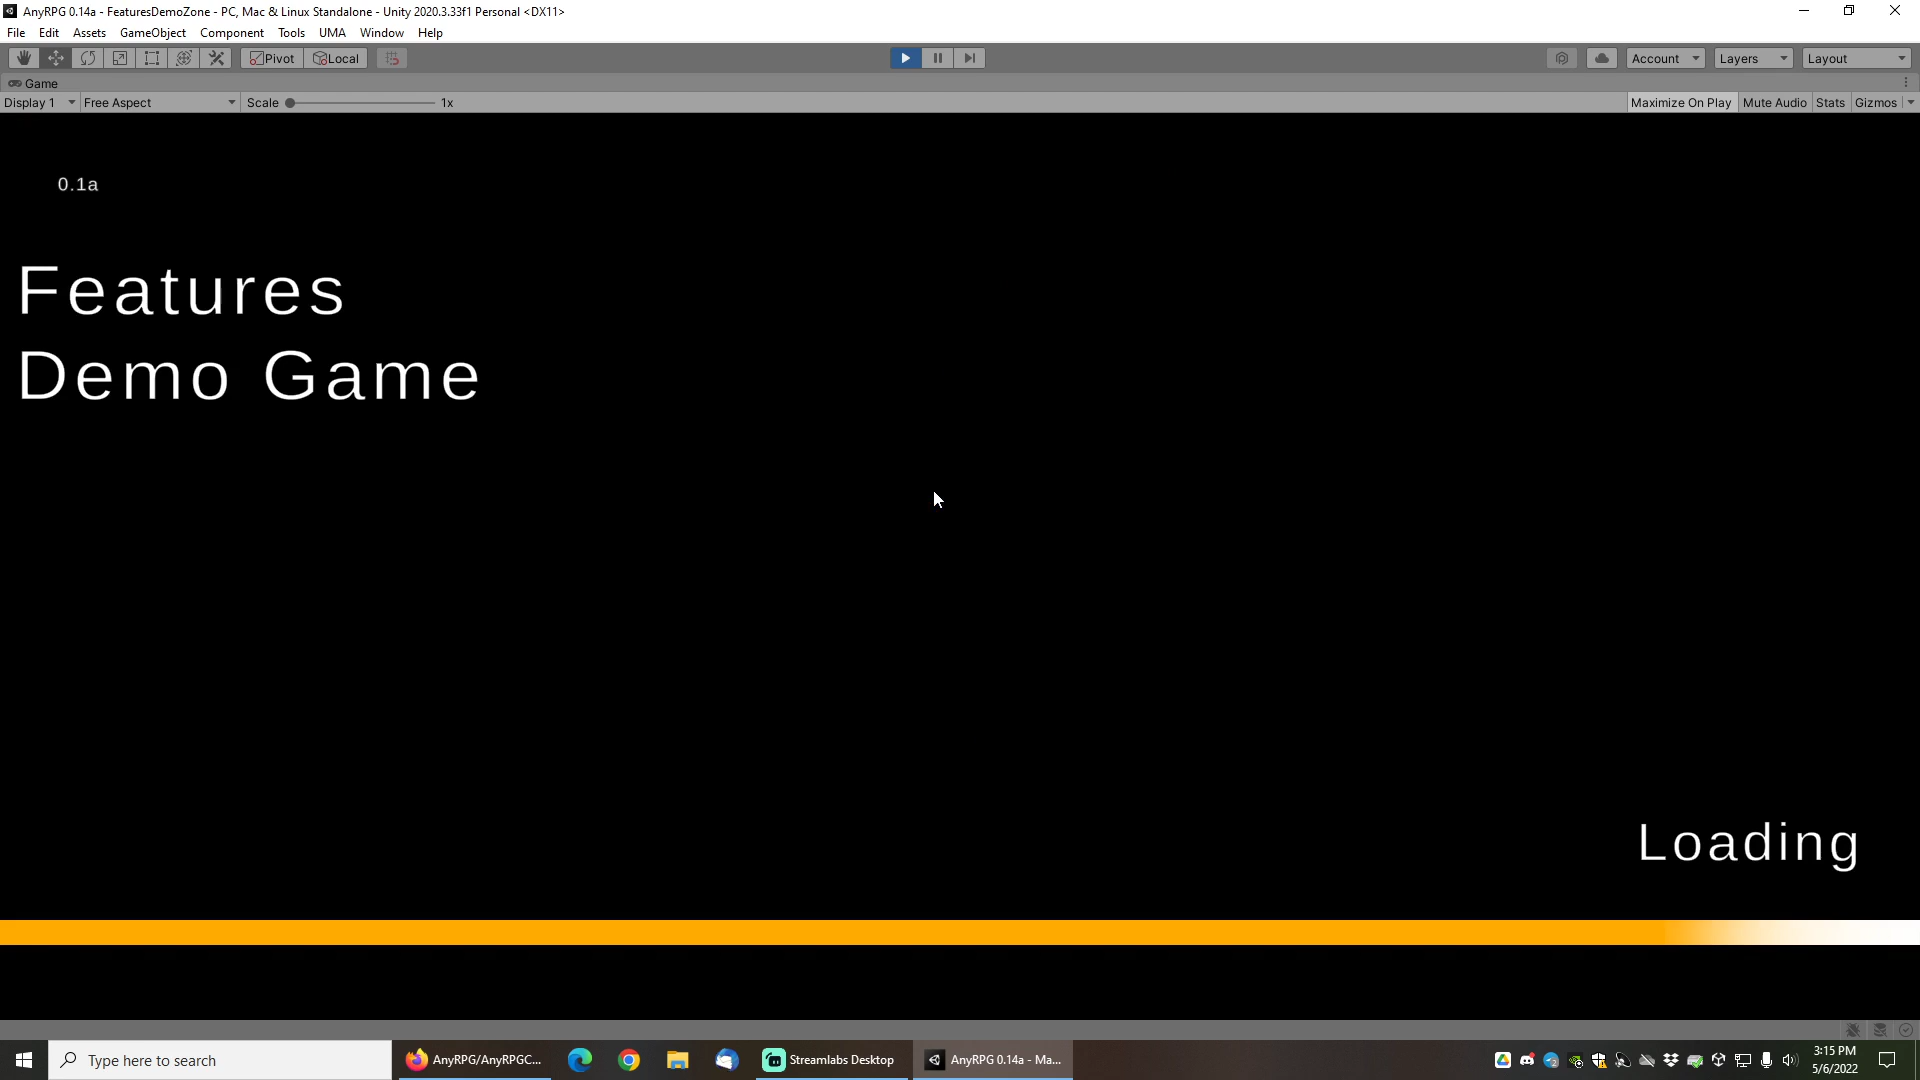 AnyRPG 0.14a - FeaturesDemoZone - PC, Mac & Linux Standalone - Unity 2020.3.33f1 Personal <DX11>
File Edit Assets GameObject Component Tools UMA Window Help
Pivot Local Account Layers Layout
Game
Display 1 Free Aspect Scale 1x Maximize On Play Mute Audio Stats Gizmos
0.1a
Features
Demo Game
Loading
Type here to search AnyRPG/AnyRPGC... Streamlabs Desktop AnyRPG 0.14a - Ma... 3:15 PM
5/6/2022